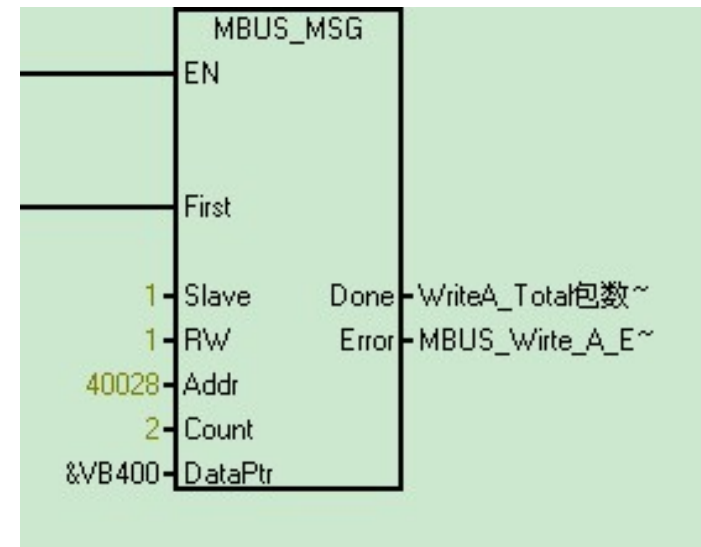 MBUS_MSG
EN
First
1 Slave Done WriteA_Total包数~
1 RW Error MBUS_Wirte_A_E~
40028 Addr
2 Count
&VB400 DataPtr